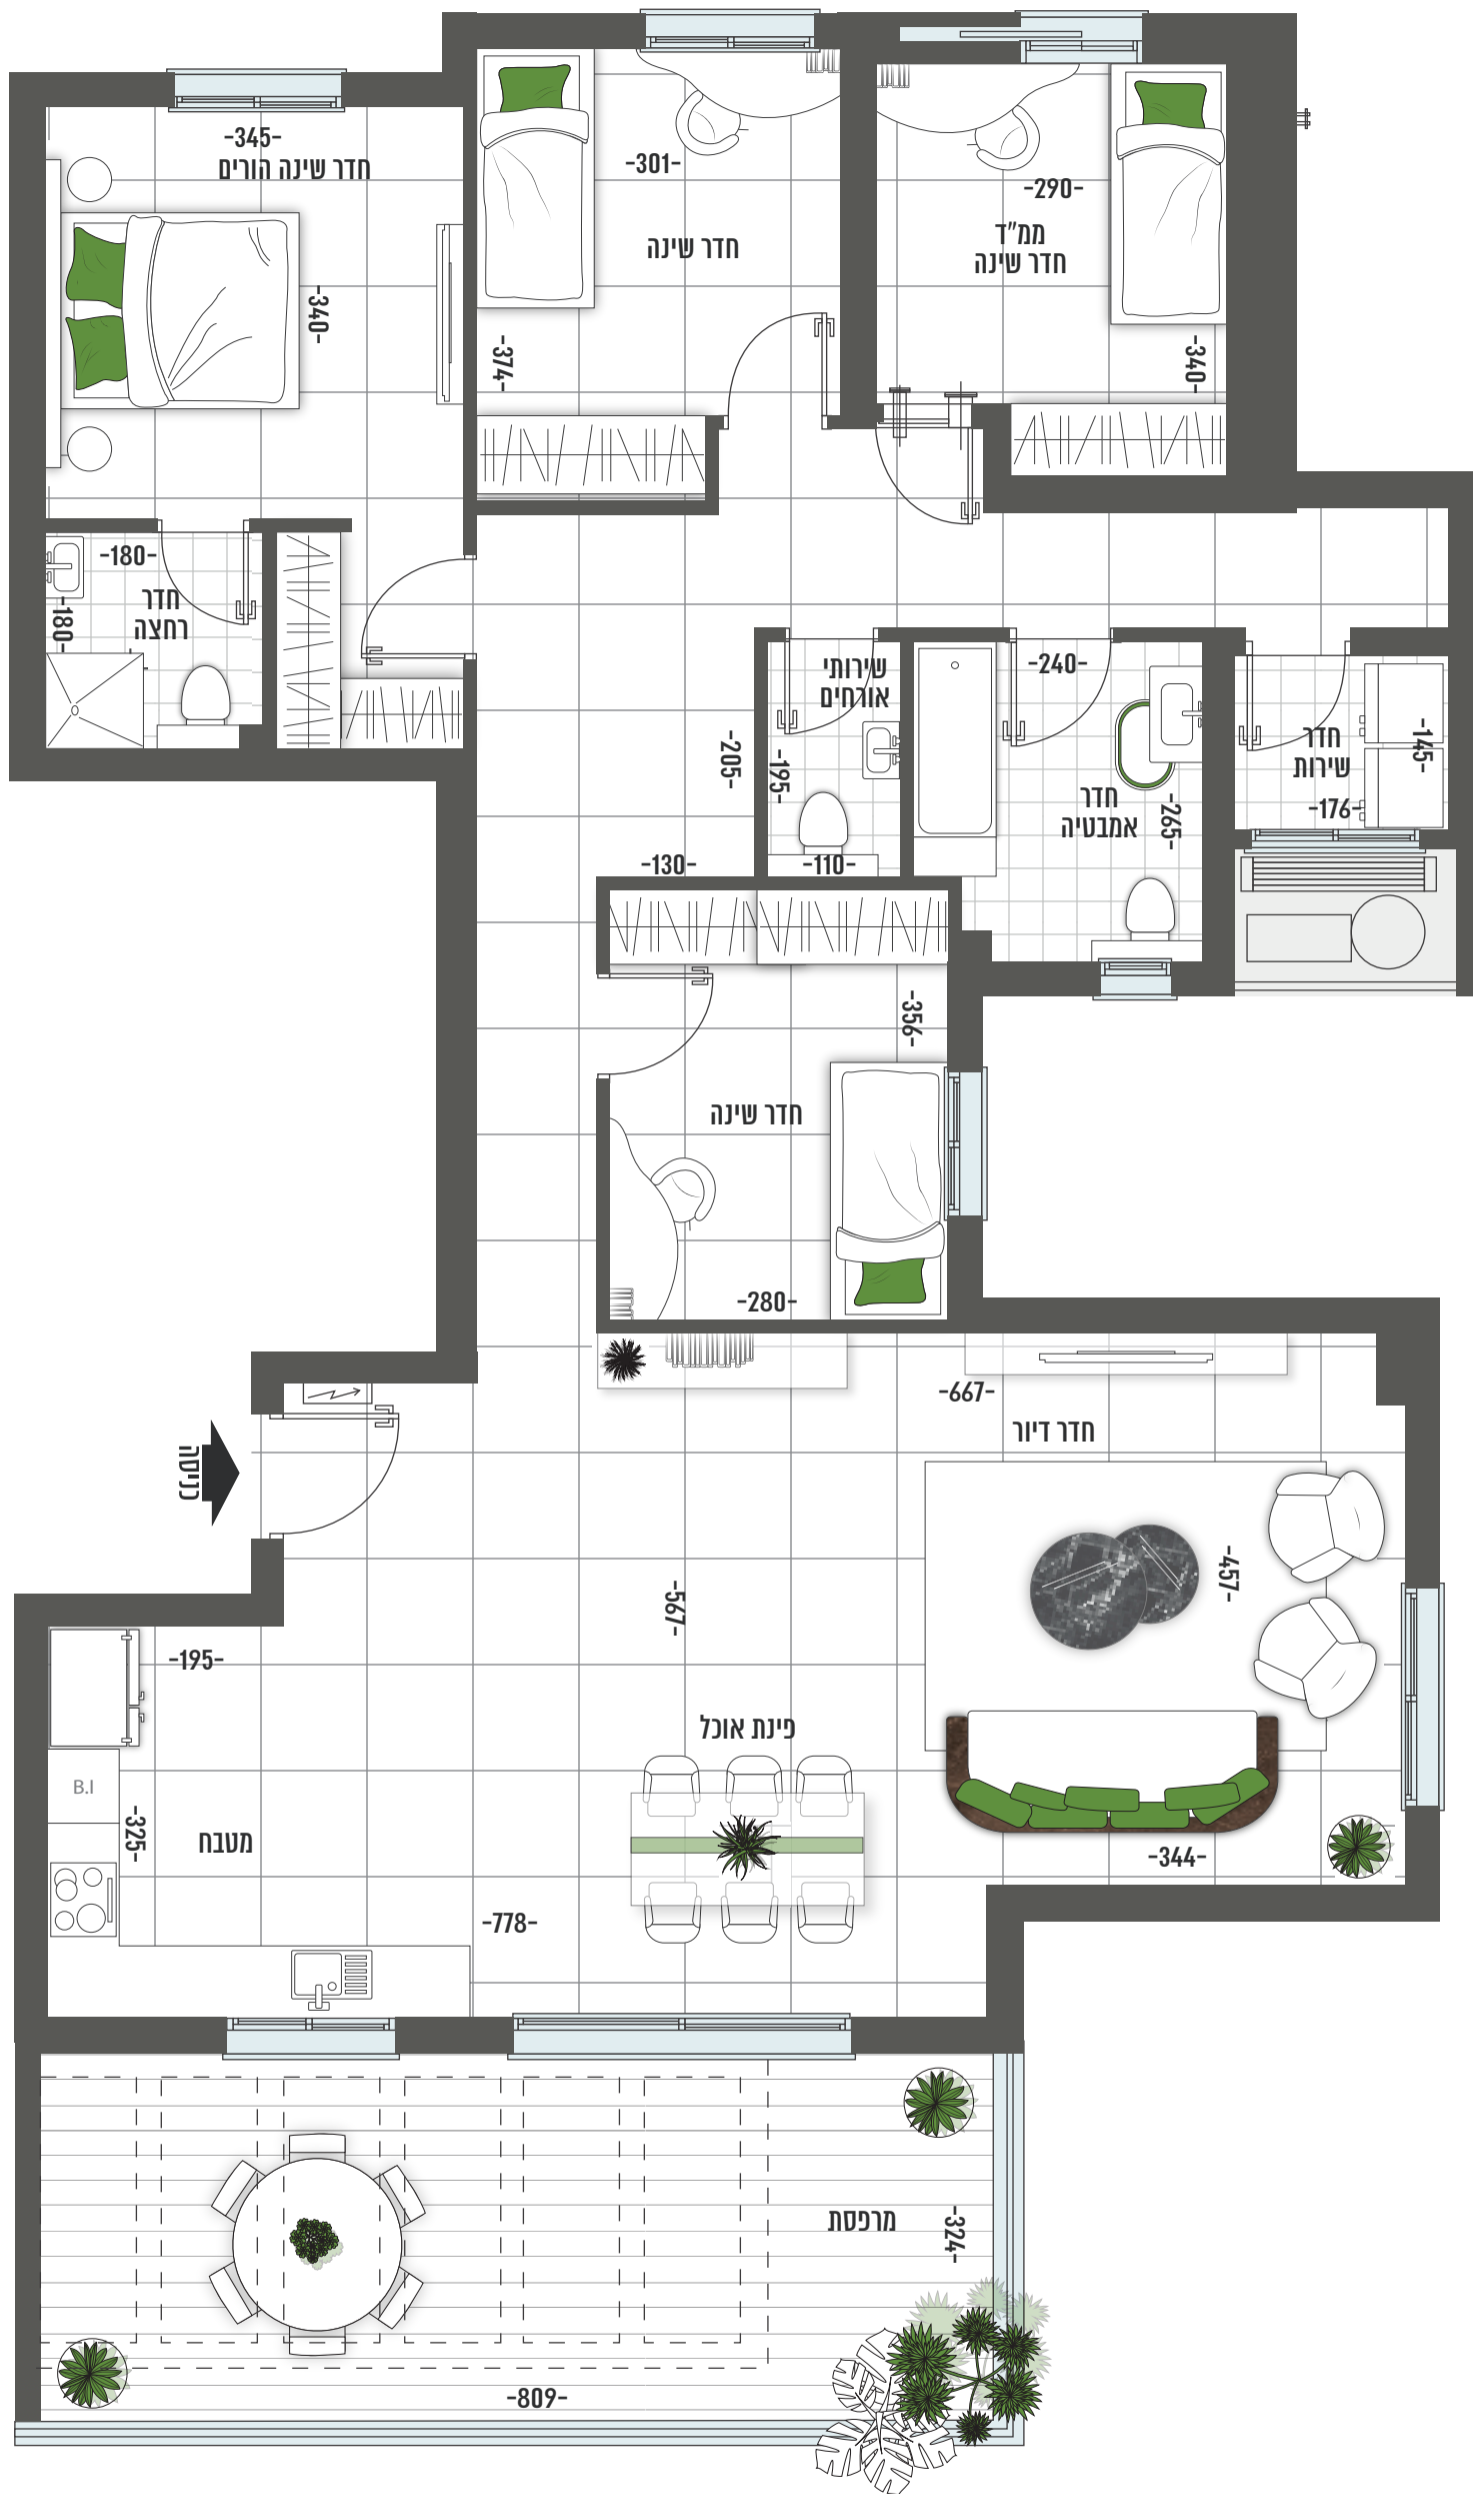 -345-
חדר שינה הורים
-340-
-301-
חדר שינה
-374-
-290-
ממ"ד
חדר שינה
-340-
-180-
חדר
רחצה
-180-
שירותי
אורחים
-195-
-110-
-205-
-130-
-240-
חדר
אמבטיה
-265-
חדר
שירות
-145-
-176-
-356-
חדר שינה
-280-
-667-
חדר דיור
-457-
-344-
כניסה
-567-
-195-
B.I
-325-
מטבח
פינת אוכל
-778-
מרפסת
-324-
-809-